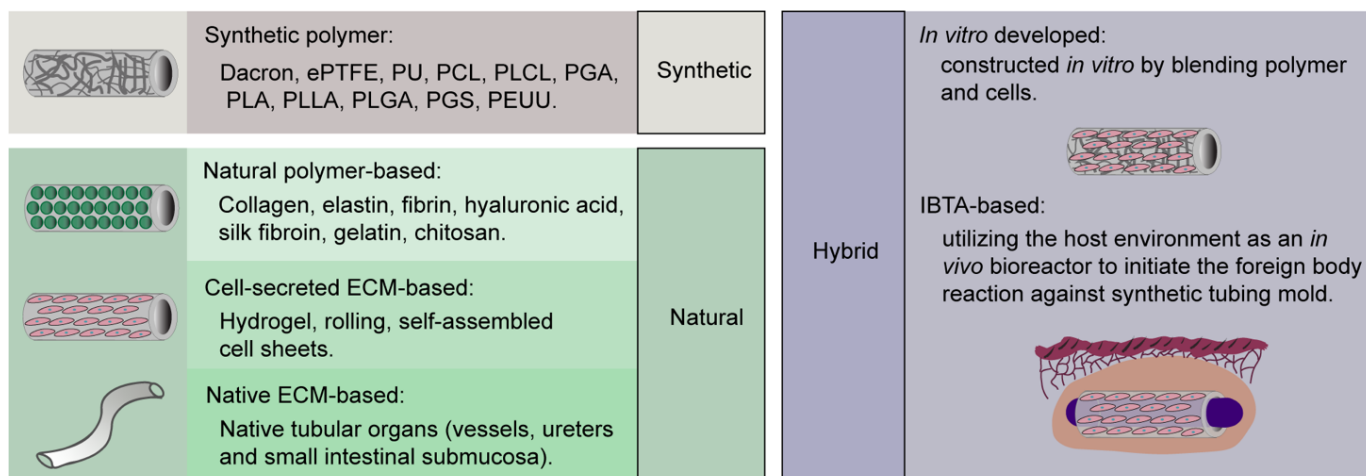 Synthetic polymer:
Dacron, ePTFE, PU, PCL, PLCL, PGA,
PLA, PLLA, PLGA, PGS, PEUU.
Synthetic
Natural polymer-based:
Collagen, elastin, fibrin, hyaluronic acid,
silk fibroin, gelatin, chitosan.
Cell-secreted ECM-based:
Hydrogel, rolling, self-assembled
cell sheets.
Native ECM-based:
Native tubular organs (vessels, ureters
and small intestinal submucosa).
Natural
Hybrid
In vitro developed:
constructed in vitro by blending polymer
and cells.
IBTA-based:
utilizing the host environment as an in
vivo bioreactor to initiate the foreign body
reaction against synthetic tubing mold.